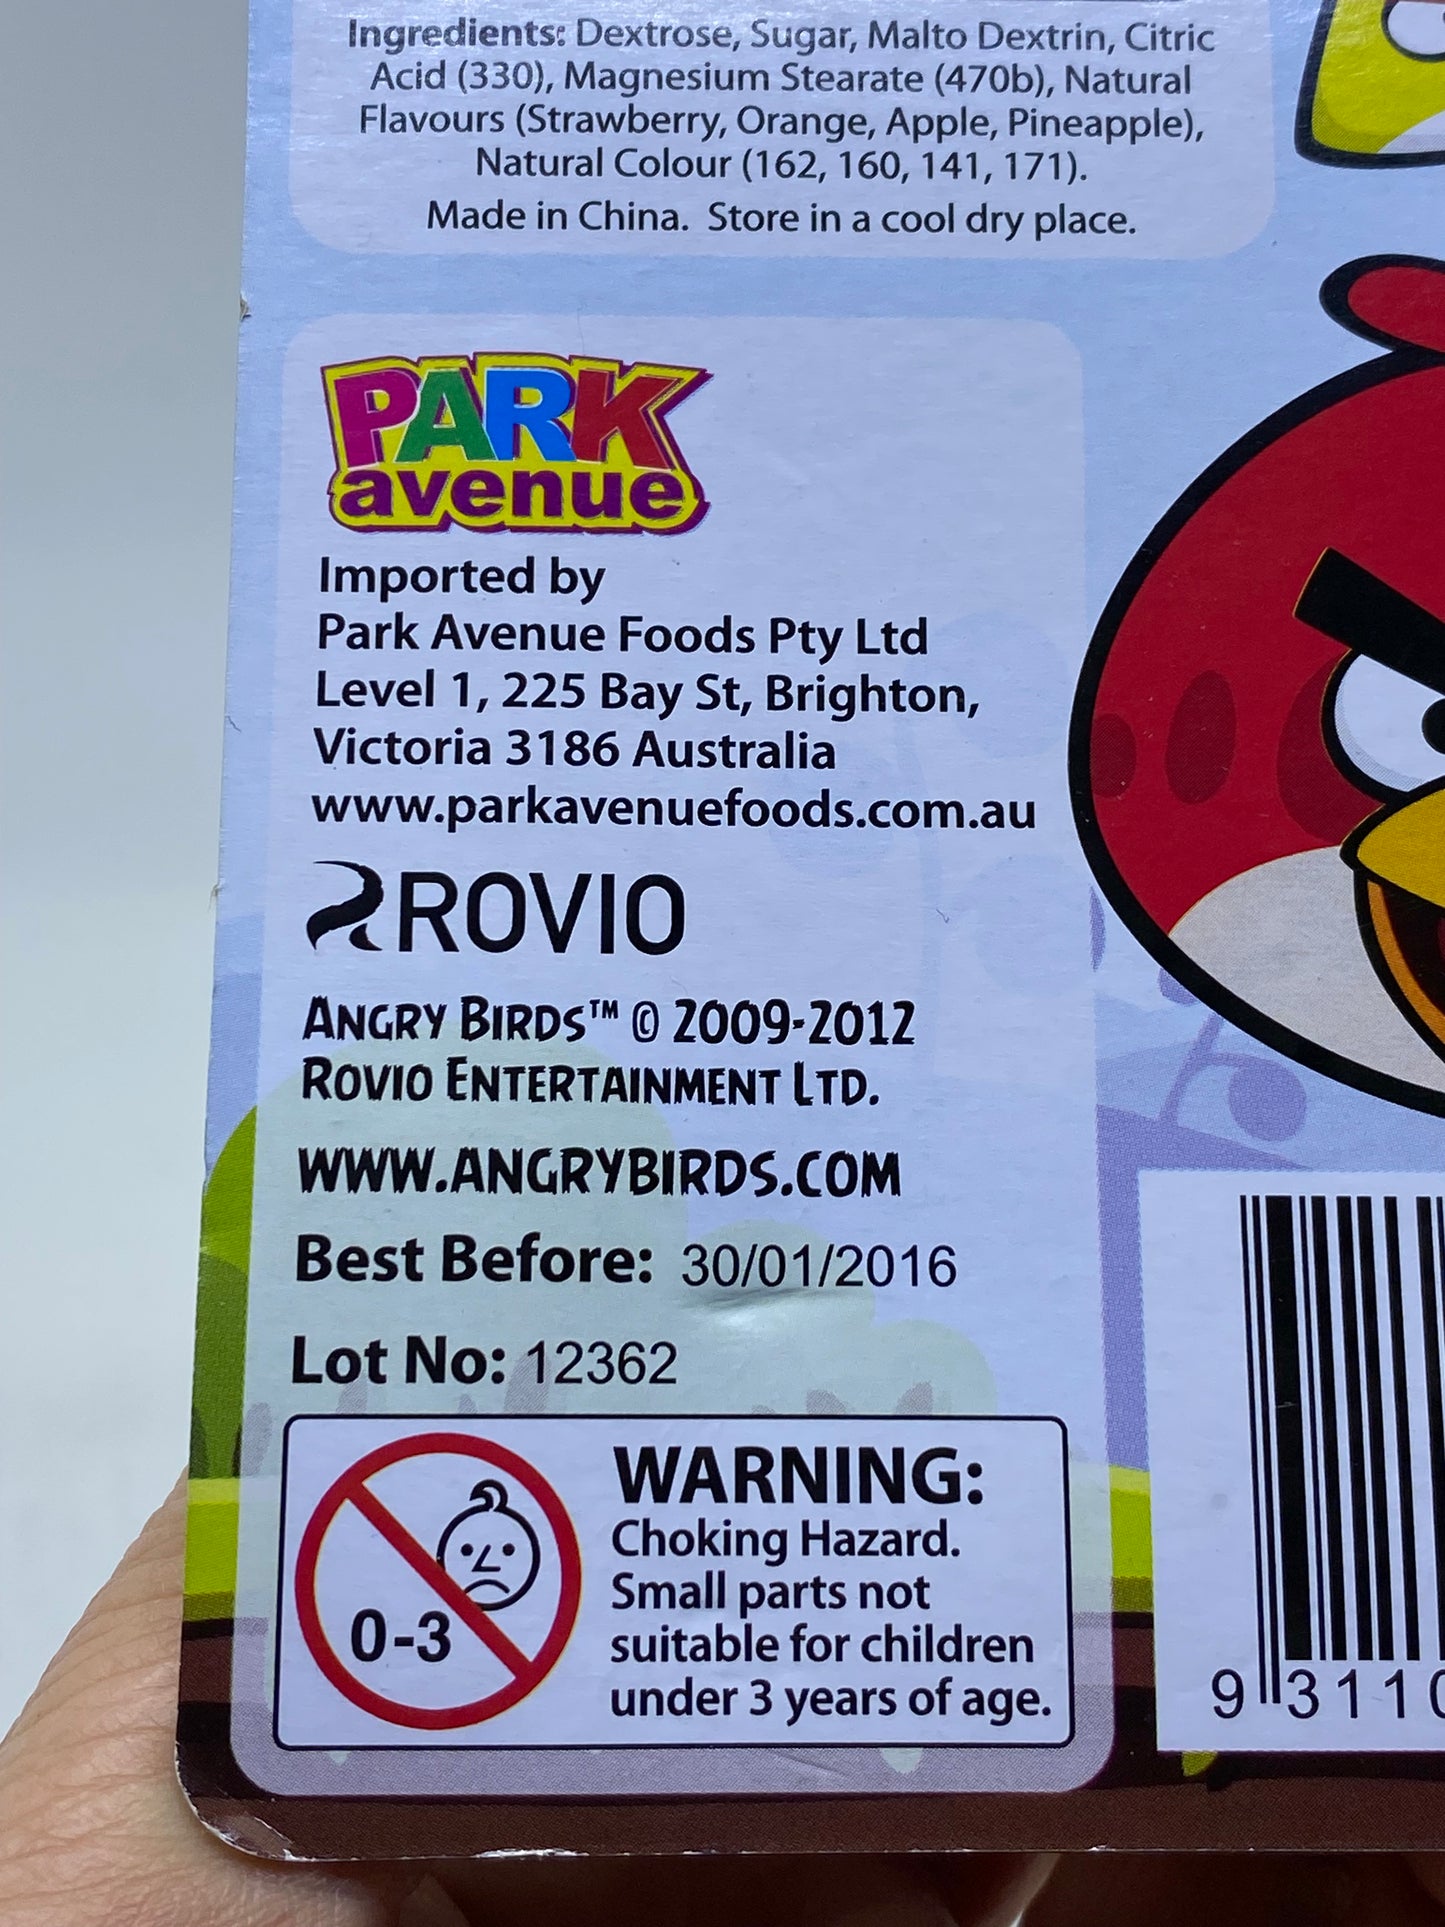 Ingredients: Dextrose, Sugar, Malto Dextrin, Citric
Acid (330), Magnesium Stearate (470b), Natural
Flavours (Strawberry, Orange, Apple, Pineapple),
Natural Colour (162, 160, 141, 171).
Made in China. Store in a cool dry place.
PARK
avenue
Imported by
Park Avenue Foods Pty Ltd
Level 1, 225 Bay St, Brighton,
Victoria 3186 Australia
www.parkavenuefoods.com.au
ROVIO
ANGRY BIRDS™ © 2009-2012
ROVIO ENTERTAINMENT LTD.
WWW.ANGRYBIRDS.COM
Best Before: 30/01/2016
Lot No: 12362
WARNING:
Choking Hazard.
Small parts not
suitable for children
under 3 years of age.
0-3
9 3110